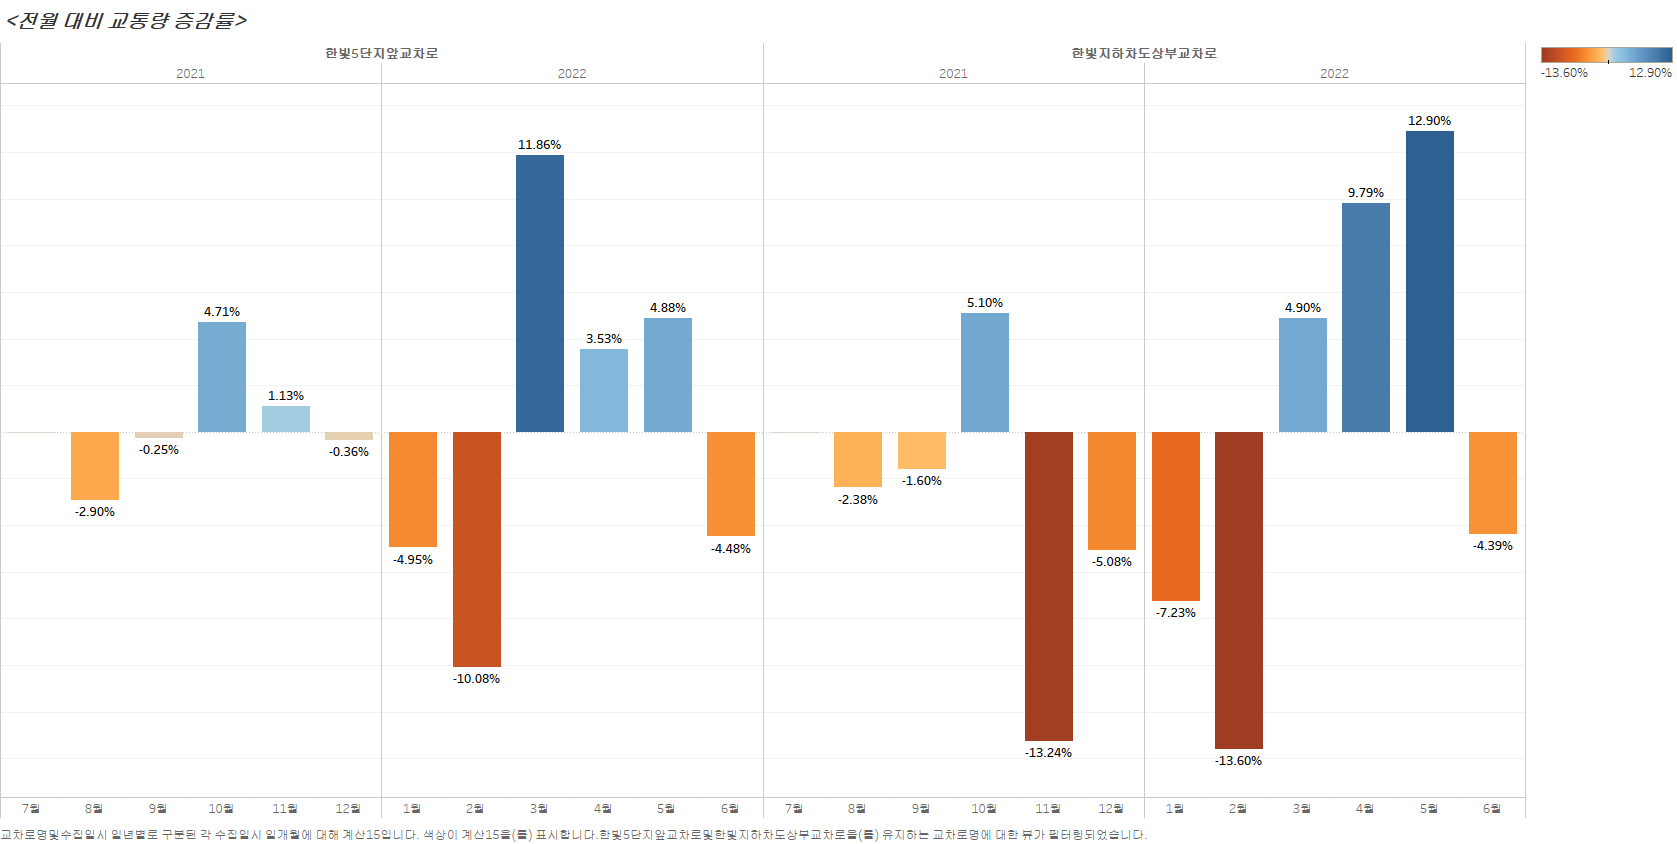 <전월 대비 교통량 증감률>
한빛5단지앞교차로 한빛지하차도상부교차로
2021 2022 2021 2022
-13.60% 12.90%
12.90%
11.86%
9.79%
4.71% 1.13% 3.53% 4.88% 5.10% 4.90%
-2.90% -0.25% -0.36% -4.95% -10.08% -4.48% -2.38% -1.60% -13.24% -5.08% -7.23% -13.60% -4.39%
7월 8월 9월 10월 11월 12월 1월 2월 3월 4월 5월 6월 7월 8월 9월 10월 11월 12월 1월 2월 3월 4월 5월 6월
교차로명및수집일시 일년별로 구분된 각 수집일시 일개월에 대해 계산15입니다. 색상이 계산15을(를) 표시합니다.한빛5단지앞교차로및한빛지하차도상부교차로을(를) 유지하는 교차로명에 대한 뷰가 필터링되었습니다.